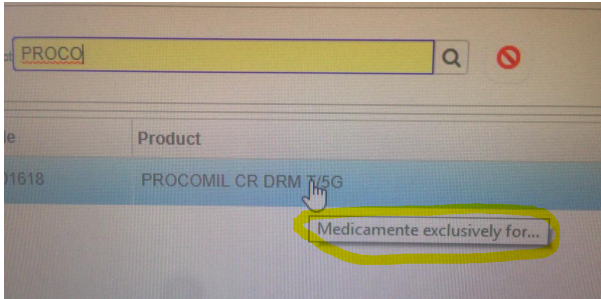 PROCO
Product
01618 PROCOMIL CR DRM 7/5G
Medicamente exclusively for...